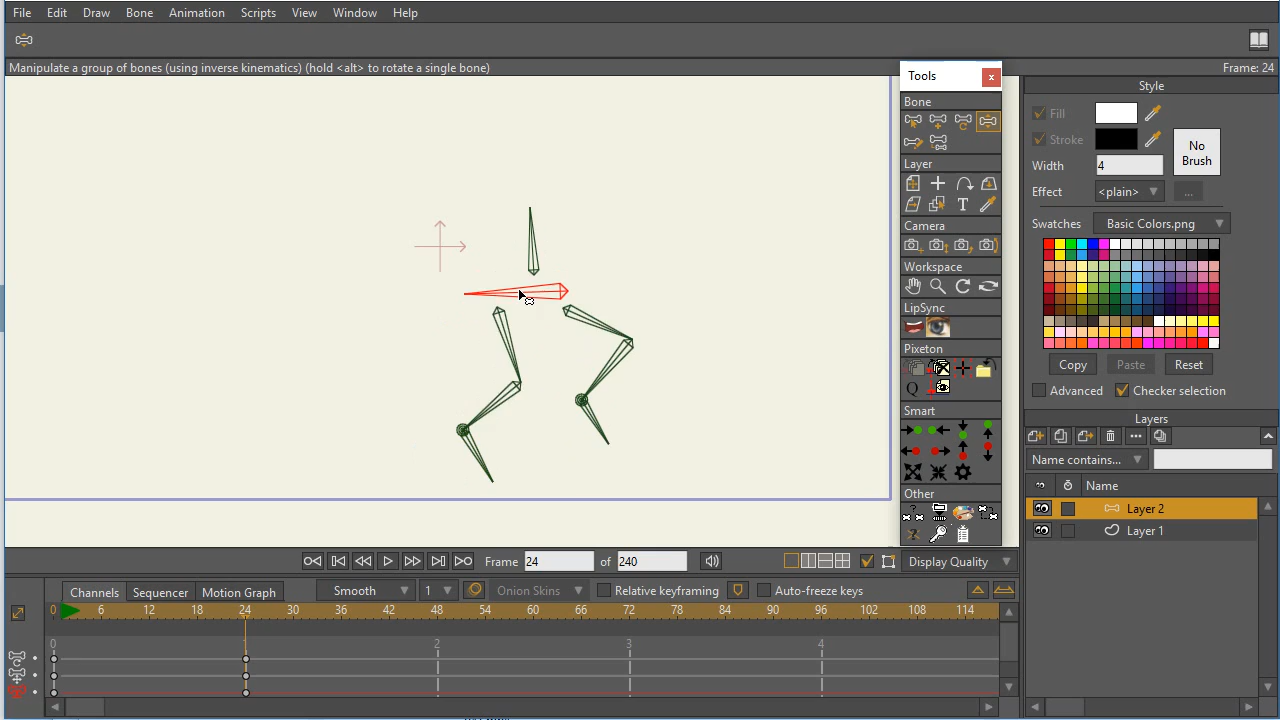 File Edit Draw Bone Animation Scripts View Window Help
Manipulate a group of bones (using inverse kinematics) (hold <alt> to rotate a single bone)
Frame: 24
Tools
x
Bone
Layer
T
Camera
Workspace
LipSync
Pixeton
Q
Smart
Other
Style
Fill
Stroke
No
Brush
Width 4
Effect <plain> ...
Swatches Basic Colors.png
Copy Paste Reset
Advanced Checker selection
Layers
Name contains...
Name
Layer 2
Layer 1
Frame 24 of 240 Display Quality
Channels Sequencer Motion Graph Smooth 1 Onion Skins Relative keyframing Auto-freeze keys
0 6 12 18 24 30 36 42 48 54 60 66 72 78 84 90 96 102 108 114
0 1 2 3 4